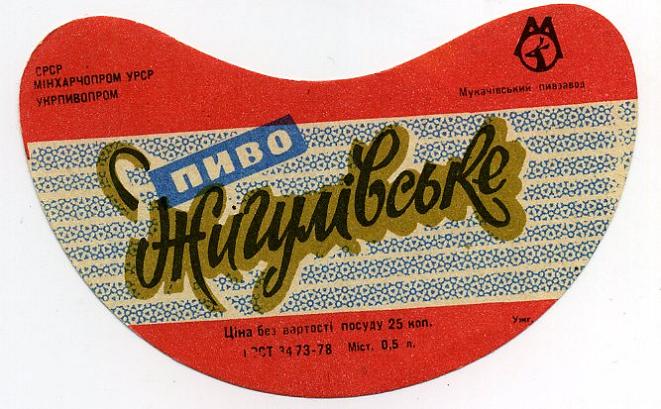 СРСР
МІНХАРЧОПРОМ УРСР
УКРПИВОПРОМ
М
Мукачівський пивзавод
ПИВО
Жигулівське
Ціна без вартості посуду 25 коп.
ГОСТ 3473-78 Міст. 0,5 л.
Ужг.